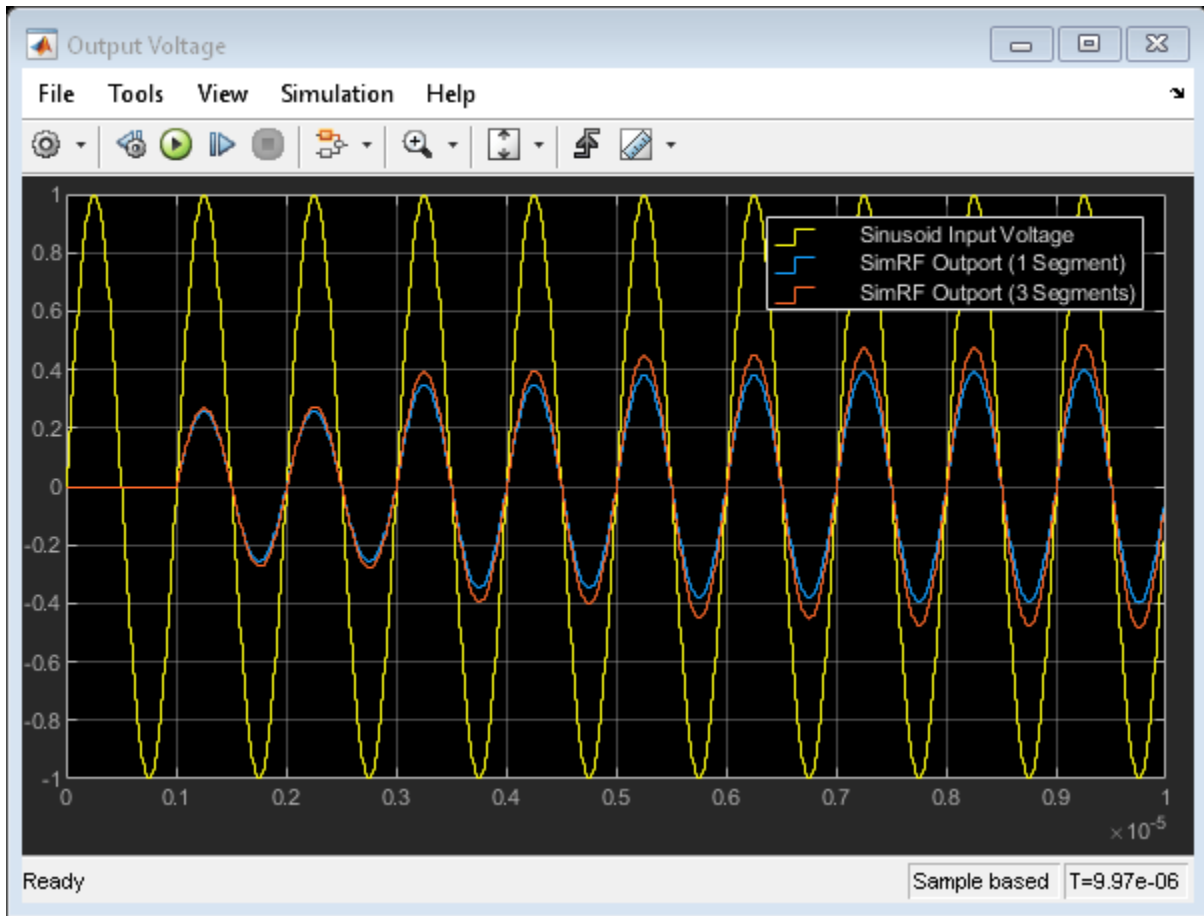 Output Voltage
File Tools View Simulation Help
1
0.8
0.6
0.4
0.2
0
-0.2
-0.4
-0.6
-0.8
-1
Sinusoid Input Voltage
SimRF Outport (1 Segment)
SimRF Outport (3 Segments)
0 0.1 0.2 0.3 0.4 0.5 0.6 0.7 0.8 0.9 1
×10⁻⁵
Ready Sample based T=9.97e-06